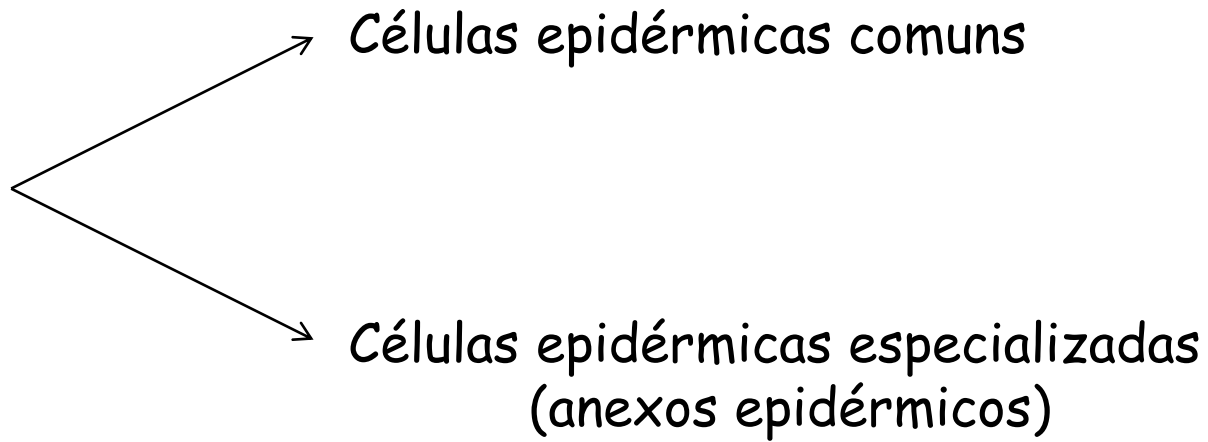 Células epidérmicas comuns
Células epidérmicas especializadas
(anexos epidérmicos)